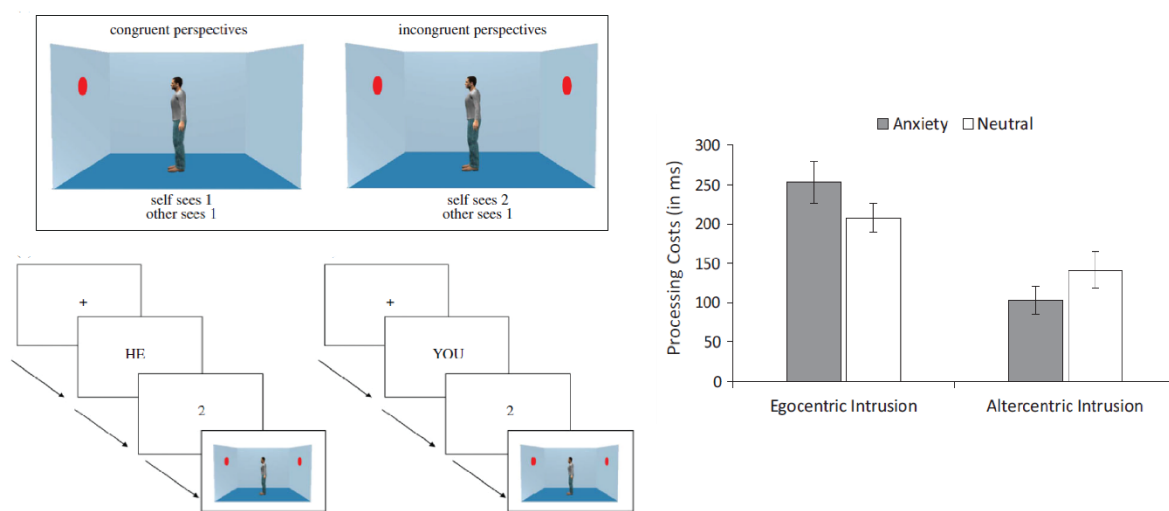 congruent perspectives
incongruent perspectives
self sees 1
other sees 1
self sees 2
other sees 1
+
HE
2
+
YOU
2
Anxiety
Neutral
Processing Costs (in ms)
300
250
200
150
100
50
0
Egocentric Intrusion
Altercentric Intrusion